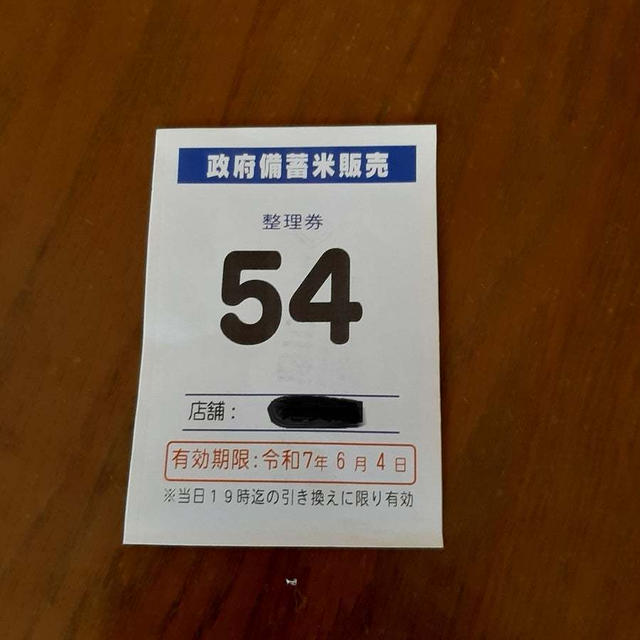 政府備蓄米販売
整理券
54
店舗：
有効期限:令和7年 6 月 4 日
※当日１９時迄の引き換えに限り有効